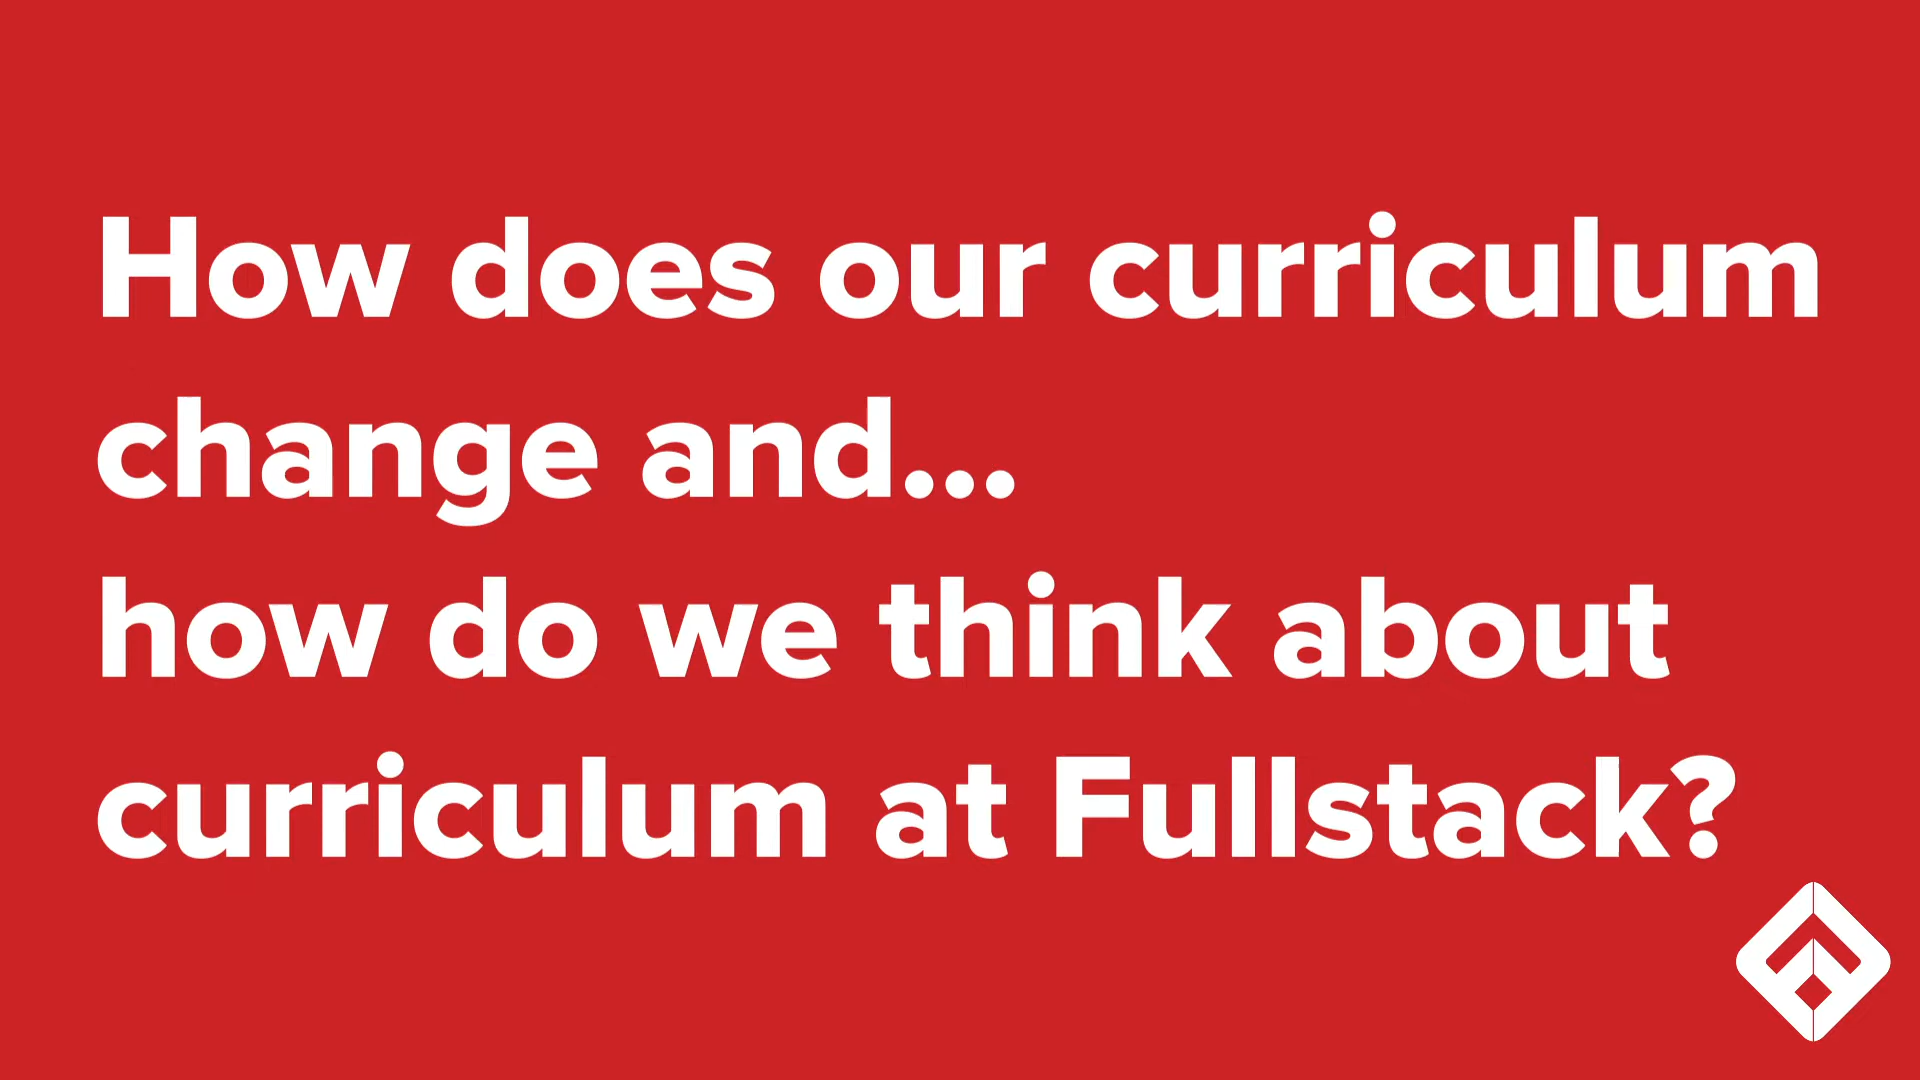 How does our curriculum
change and...
how do we think about
curriculum at Fullstack?